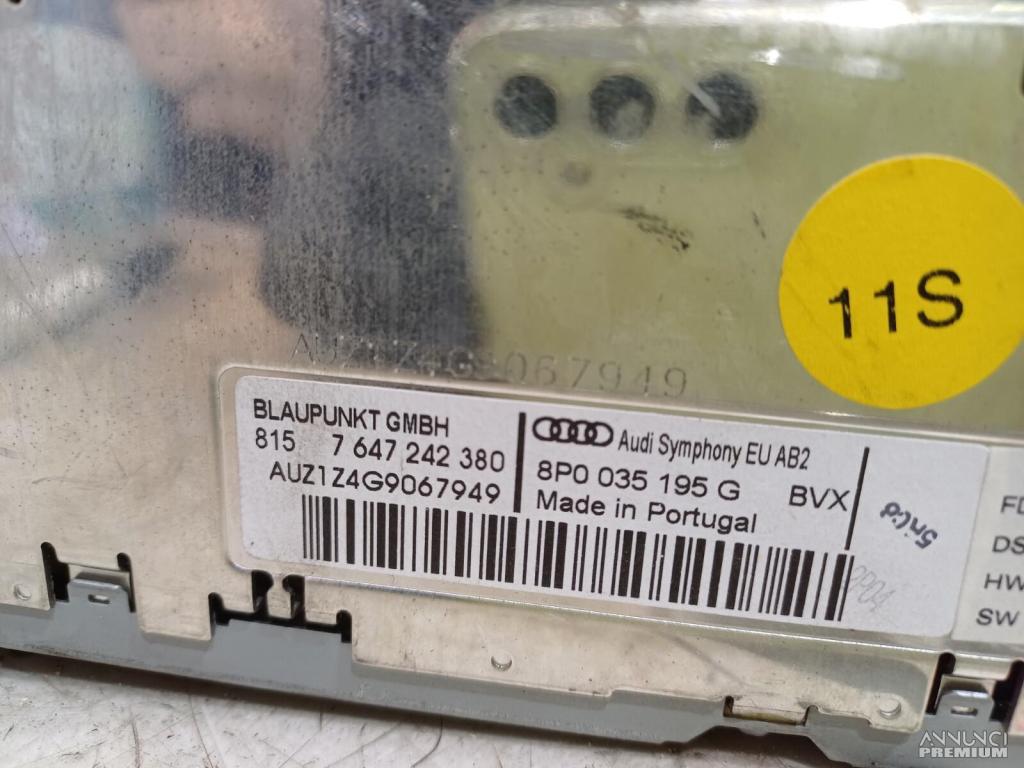 11S
AUZ1Z4G9067949
BLAUPUNKT GMBH
815 7 647 242 380
AUZ1Z4G9067949
Audi Symphony EU AB2
8P0 035 195 G BVX
Made in Portugal
FD
DS
HW
SW
ANNUNCI
PREMIUM